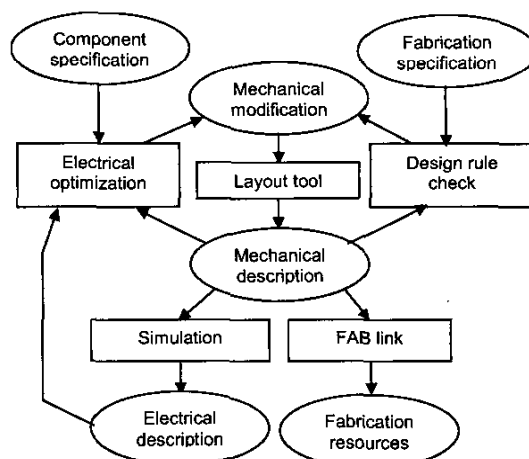 Component
specification
Fabrication
specification
Mechanical
modification
Electrical
optimization
Layout tool
Design rule
check
Mechanical
description
Simulation
FAB link
Electrical
description
Fabrication
resources